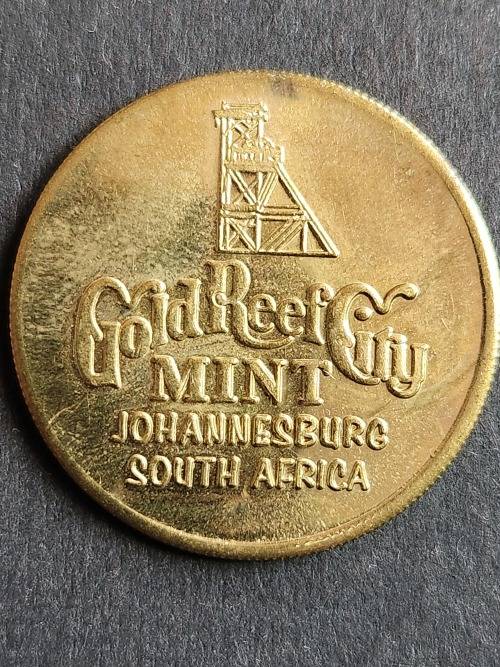 Gold Reef City
MINT
JOHANNESBURG
SOUTH AFRICA